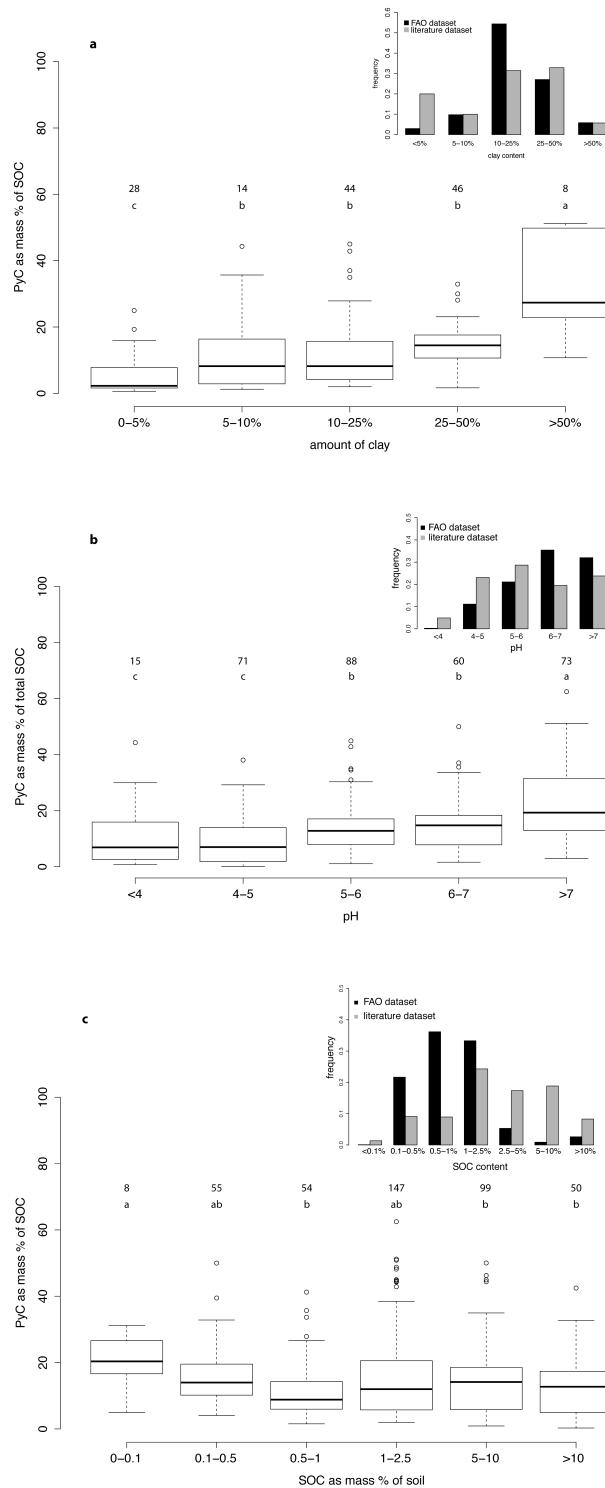 a
FAO dataset
literature dataset
frequency
0.0 0.1 0.2 0.3 0.4 0.5 0.6
<5% 5−10% 10−25% 25−50% >50%
clay content
PyC as mass % of SOC
0 20 40 60 80 100
28 14 44 46 8
c b b b a
0−5% 5−10% 10−25% 25−50% >50%
amount of clay
b
FAO dataset
literature dataset
frequency
0.0 0.1 0.2 0.3 0.4 0.5
<4 4−5 5−6 6−7 >7
pH
PyC as mass % of total SOC
0 20 40 60 80 100
15 71 88 60 73
c c b b a
<4 4−5 5−6 6−7 >7
pH
c
FAO dataset
literature dataset
frequency
0.0 0.1 0.2 0.3 0.4 0.5
<0.1% 0.1−0.5% 0.5−1% 1−2.5% 2.5−5% 5−10% >10%
SOC content
PyC as mass % of SOC
0 20 40 60 80 100
8 55 54 147 99 50
a ab b ab b b
0−0.1 0.1−0.5 0.5−1 1−2.5 5−10 >10
SOC as mass % of soil